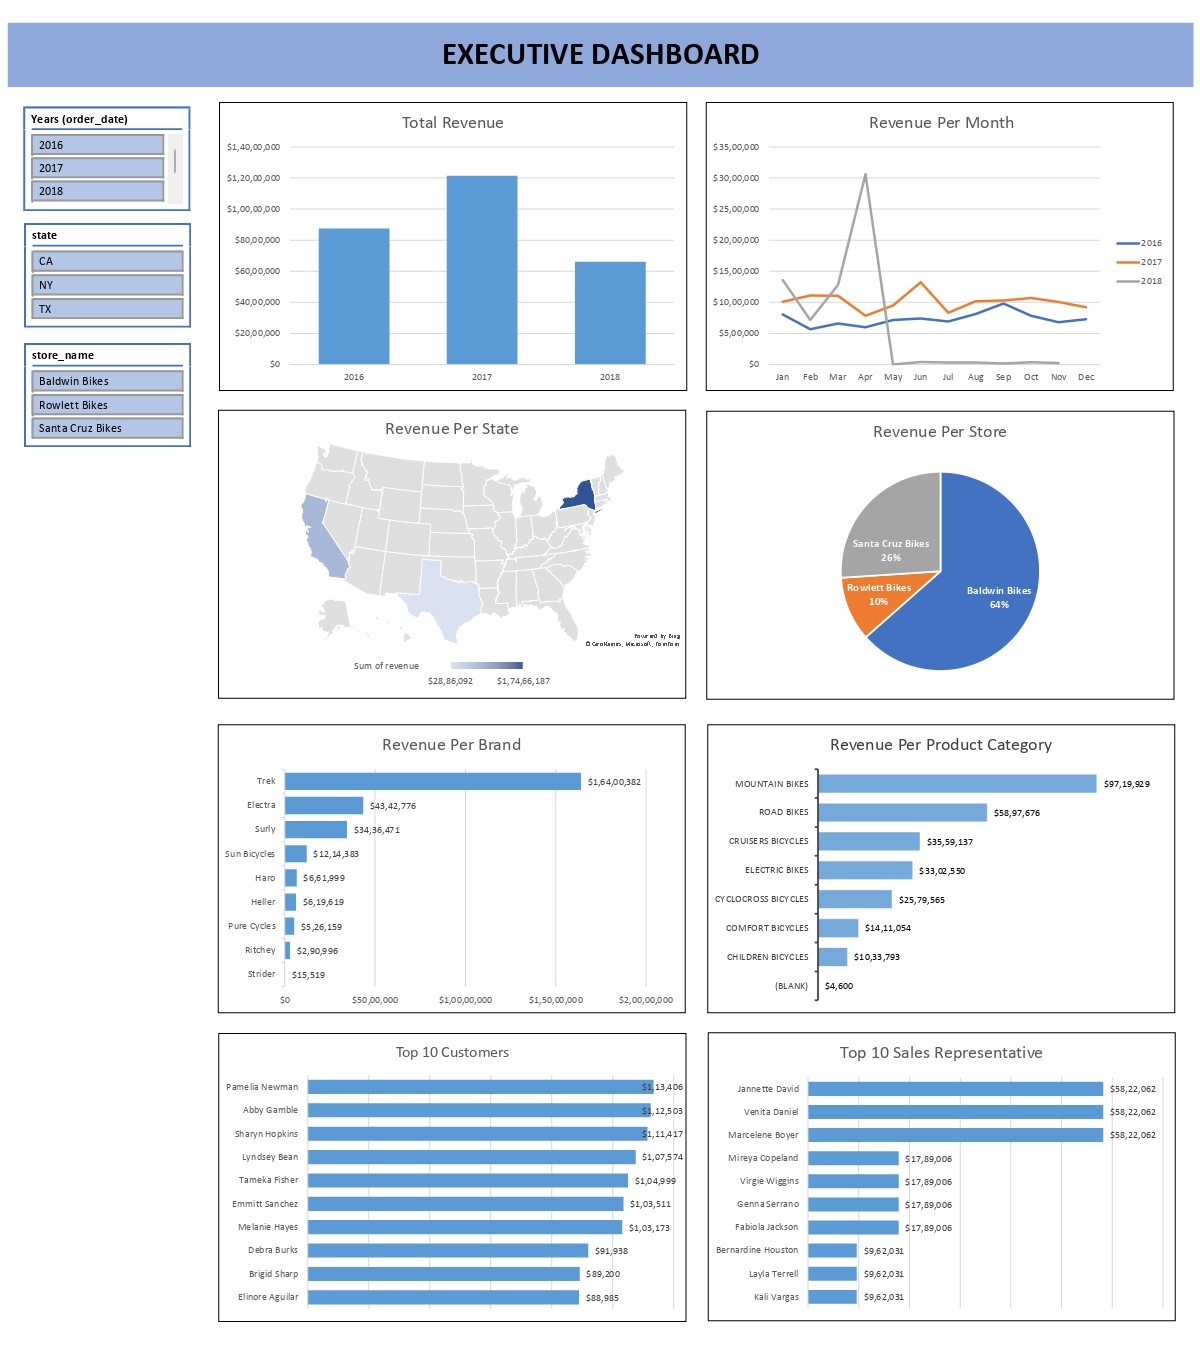 EXECUTIVE DASHBOARD
Years (order_date)
2016
2017
2018
state
CA
NY
TX
store_name
Baldwin Bikes
Rowlett Bikes
Santa Cruz Bikes
Total Revenue
$1,40,00,000
$1,20,00,000
$1,00,00,000
$80,00,000
$60,00,000
$40,00,000
$20,00,000
$0
2016 2017 2018
Revenue Per Month
$35,00,000
$30,00,000
$25,00,000
$20,00,000
$15,00,000
$10,00,000
$5,00,000
$0
Jan Feb Mar Apr May Jun Jul Aug Sep Oct Nov Dec
2016
2017
2018
Revenue Per State
Powered by Bing
© GeoNames, Microsoft, TomTom
Sum of revenue
$28,86,092 $1,74,66,187
Revenue Per Store
Santa Cruz Bikes
26%
Rowlett Bikes
10%
Baldwin Bikes
64%
Revenue Per Brand
Trek $1,64,00,382
Electra $43,42,776
Surly $34,36,471
Sun Bicycles $12,14,383
Haro $6,61,999
Heller $6,19,619
Pure Cycles $5,26,159
Ritchey $2,90,996
Strider $15,519
$0 $50,00,000 $1,00,00,000 $1,50,00,000 $2,00,00,000
Revenue Per Product Category
MOUNTAIN BIKES $97,19,929
ROAD BIKES $58,97,676
CRUISERS BICYCLES $35,59,137
ELECTRIC BIKES $33,02,550
CYCLOCROSS BICYCLES $25,79,565
COMFORT BICYCLES $14,11,054
CHILDREN BICYCLES $10,33,793
(BLANK) $4,600
Top 10 Customers
Pamelia Newman $1,13,406
Abby Gamble $1,12,503
Sharyn Hopkins $1,11,417
Lyndsey Bean $1,07,574
Tameka Fisher $1,04,999
Emmitt Sanchez $1,03,511
Melanie Hayes $1,03,173
Debra Burks $91,938
Brigid Sharp $89,200
Elinore Aguilar $88,985
Top 10 Sales Representative
Jannette David $58,22,062
Venita Daniel $58,22,062
Marcelene Boyer $58,22,062
Mireya Copeland $17,89,006
Virgie Wiggins $17,89,006
Genna Serrano $17,89,006
Fabiola Jackson $17,89,006
Bernardine Houston $9,62,031
Layla Terrell $9,62,031
Kali Vargas $9,62,031